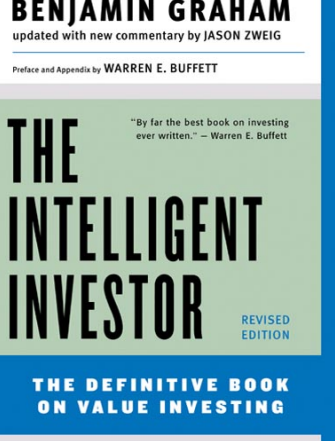 BENJAMIN GRAHAM
updated with new commentary by JASON ZWEIG
Preface and Appendix by WARREN E. BUFFETT
"By far the best book on investing
ever written." — Warren E. Buffett
THE
INTELLIGENT
INVESTOR
REVISED
EDITION
THE DEFINITIVE BOOK
ON VALUE INVESTING